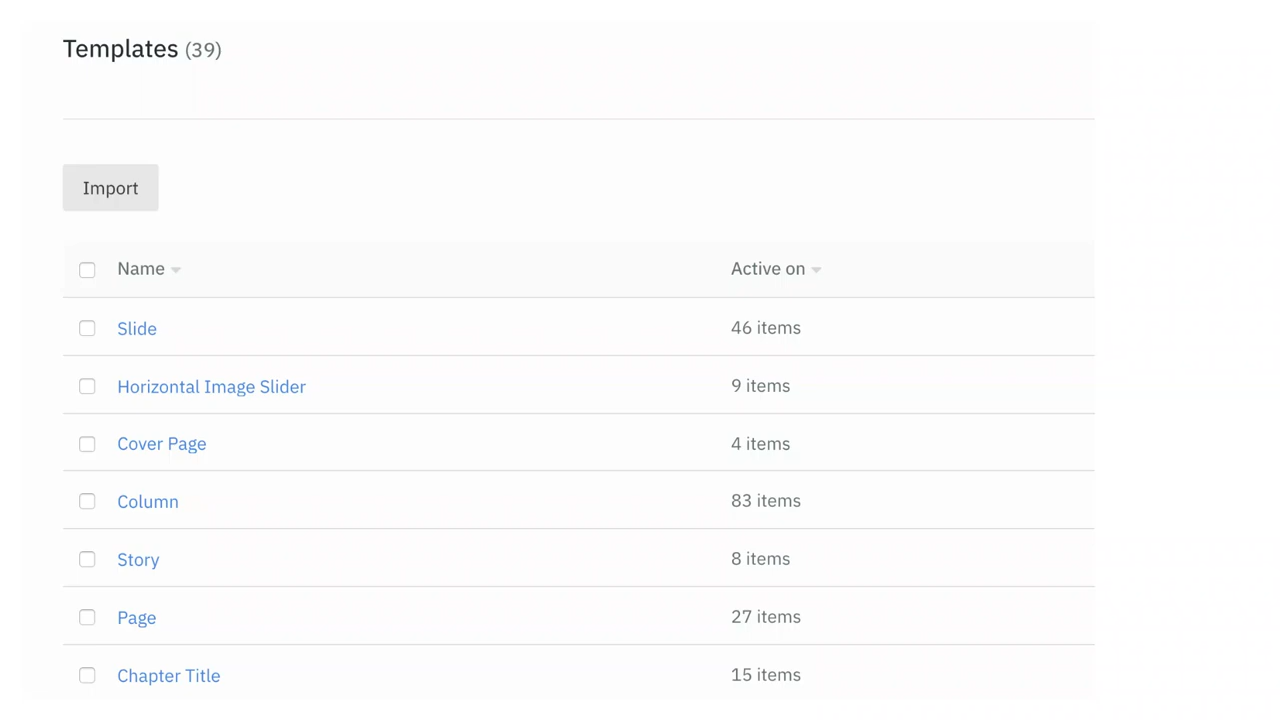 Templates (39)
Import
Name Active on
Slide 46 items
Horizontal Image Slider 9 items
Cover Page 4 items
Column 83 items
Story 8 items
Page 27 items
Chapter Title 15 items